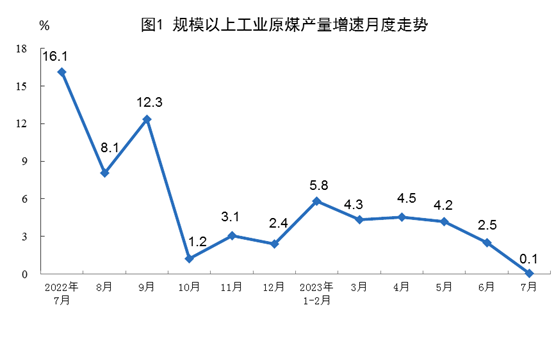 图1 规模以上工业原煤产量增速月度走势
%
18
15
12
9
6
3
0
16.1
8.1
12.3
1.2
3.1
2.4
5.8
4.3
4.5
4.2
2.5
0.1
2022年
7月
8月
9月
10月
11月
12月
2023年
1-2月
3月
4月
5月
6月
7月